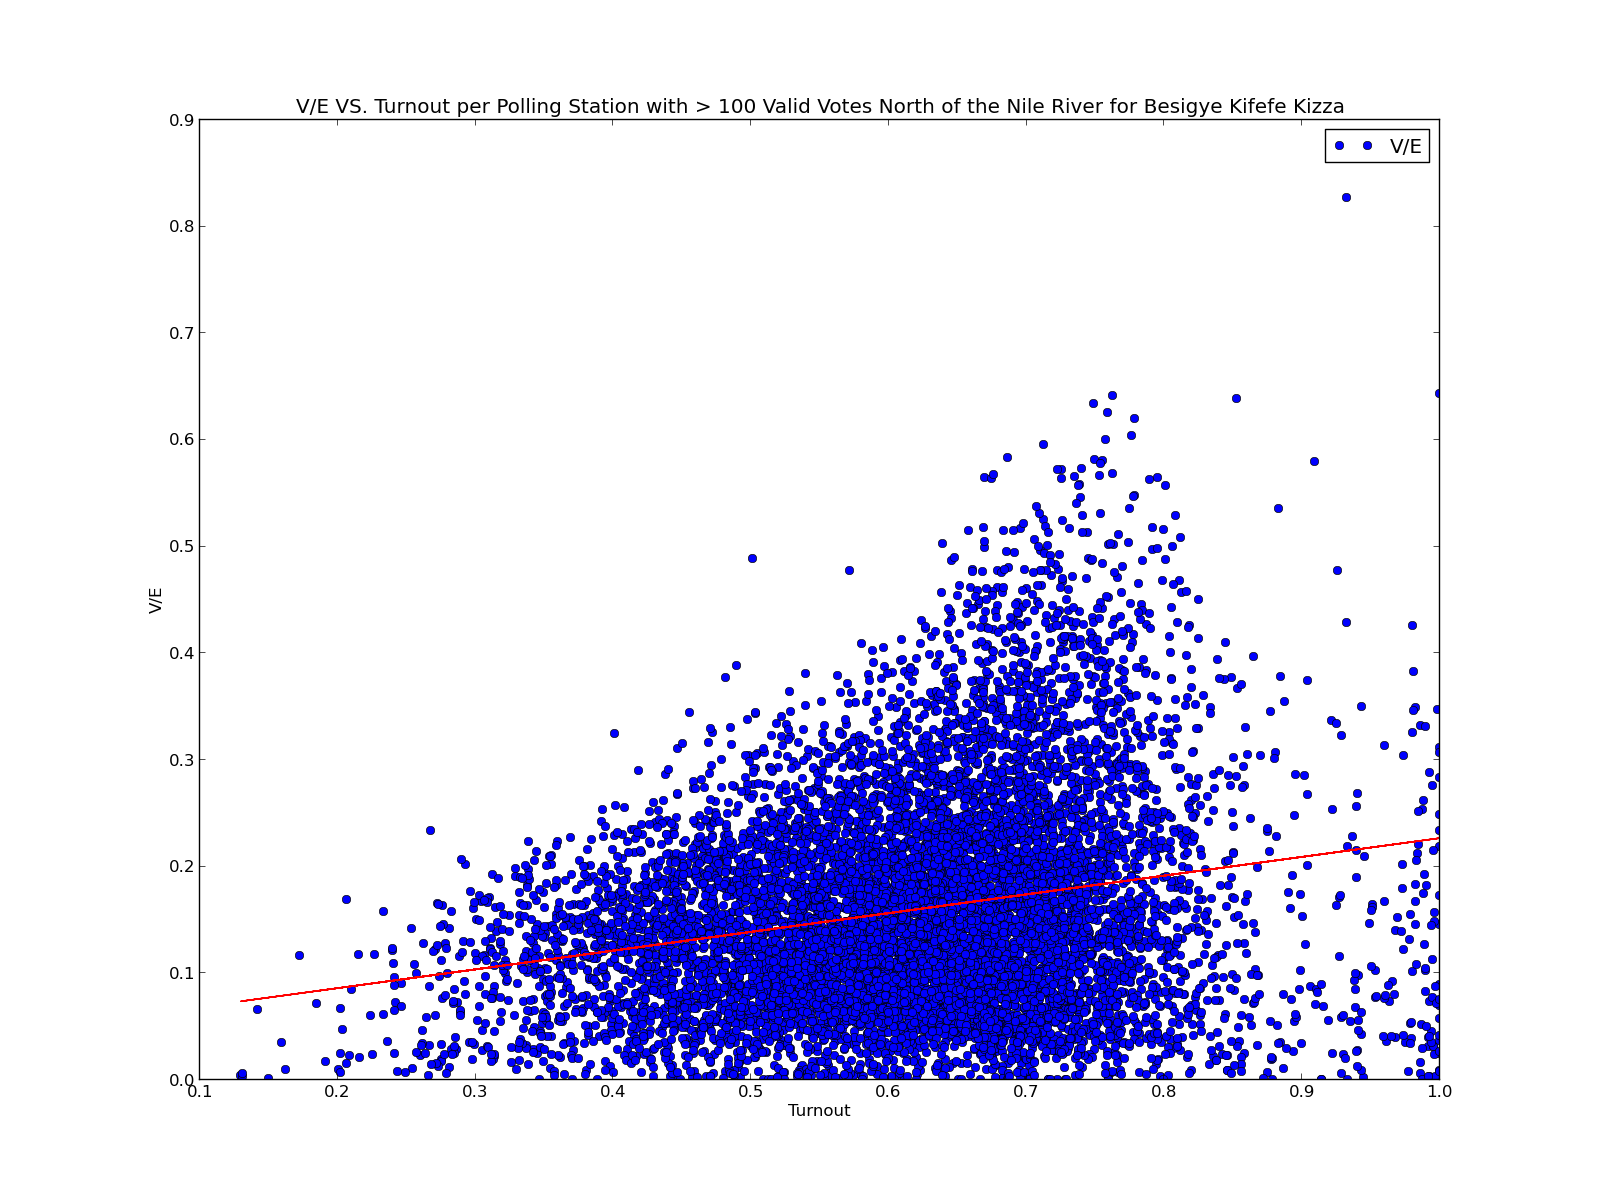 V/E VS. Turnout per Polling Station with > 100 Valid Votes North of the Nile River for Besigye Kifefe Kizza
V/E
0.9
0.8
0.7
0.6
0.5
0.4
0.3
0.2
0.1
0.0
V/E
0.1 0.2 0.3 0.4 0.5 0.6 0.7 0.8 0.9 1.0
Turnout